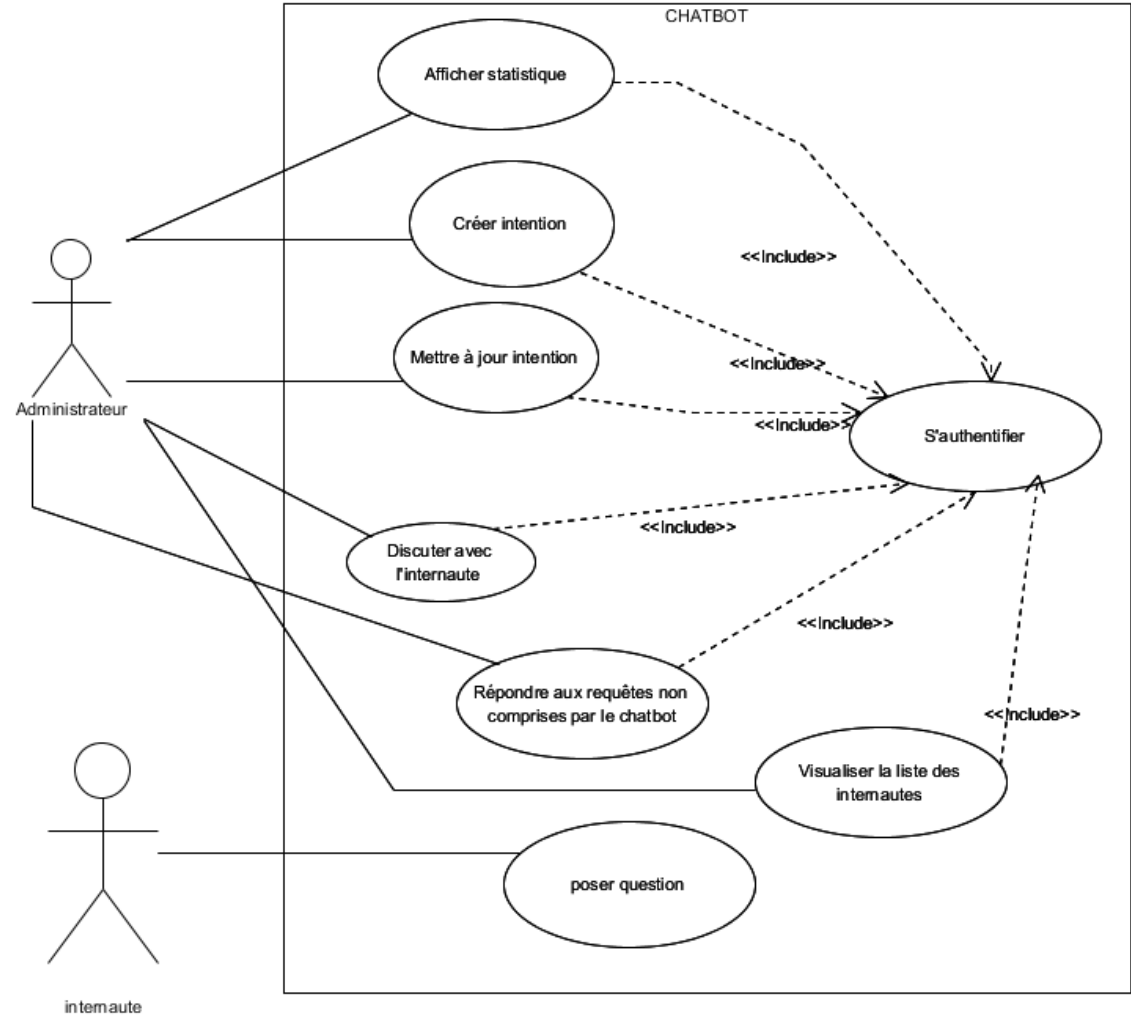 CHATBOT
Afficher statistique
Créer intention
<<Include>>
Mettre à jour intention
<<Include>>
Administrateur
<<Include>>
S'authentifier
<<Include>>
Discuter avec
l'internaute
<<Include>>
Répondre aux requêtes non
comprises par le chatbot
<<Include>>
Visualiser la liste des
internautes
poser question
internaute